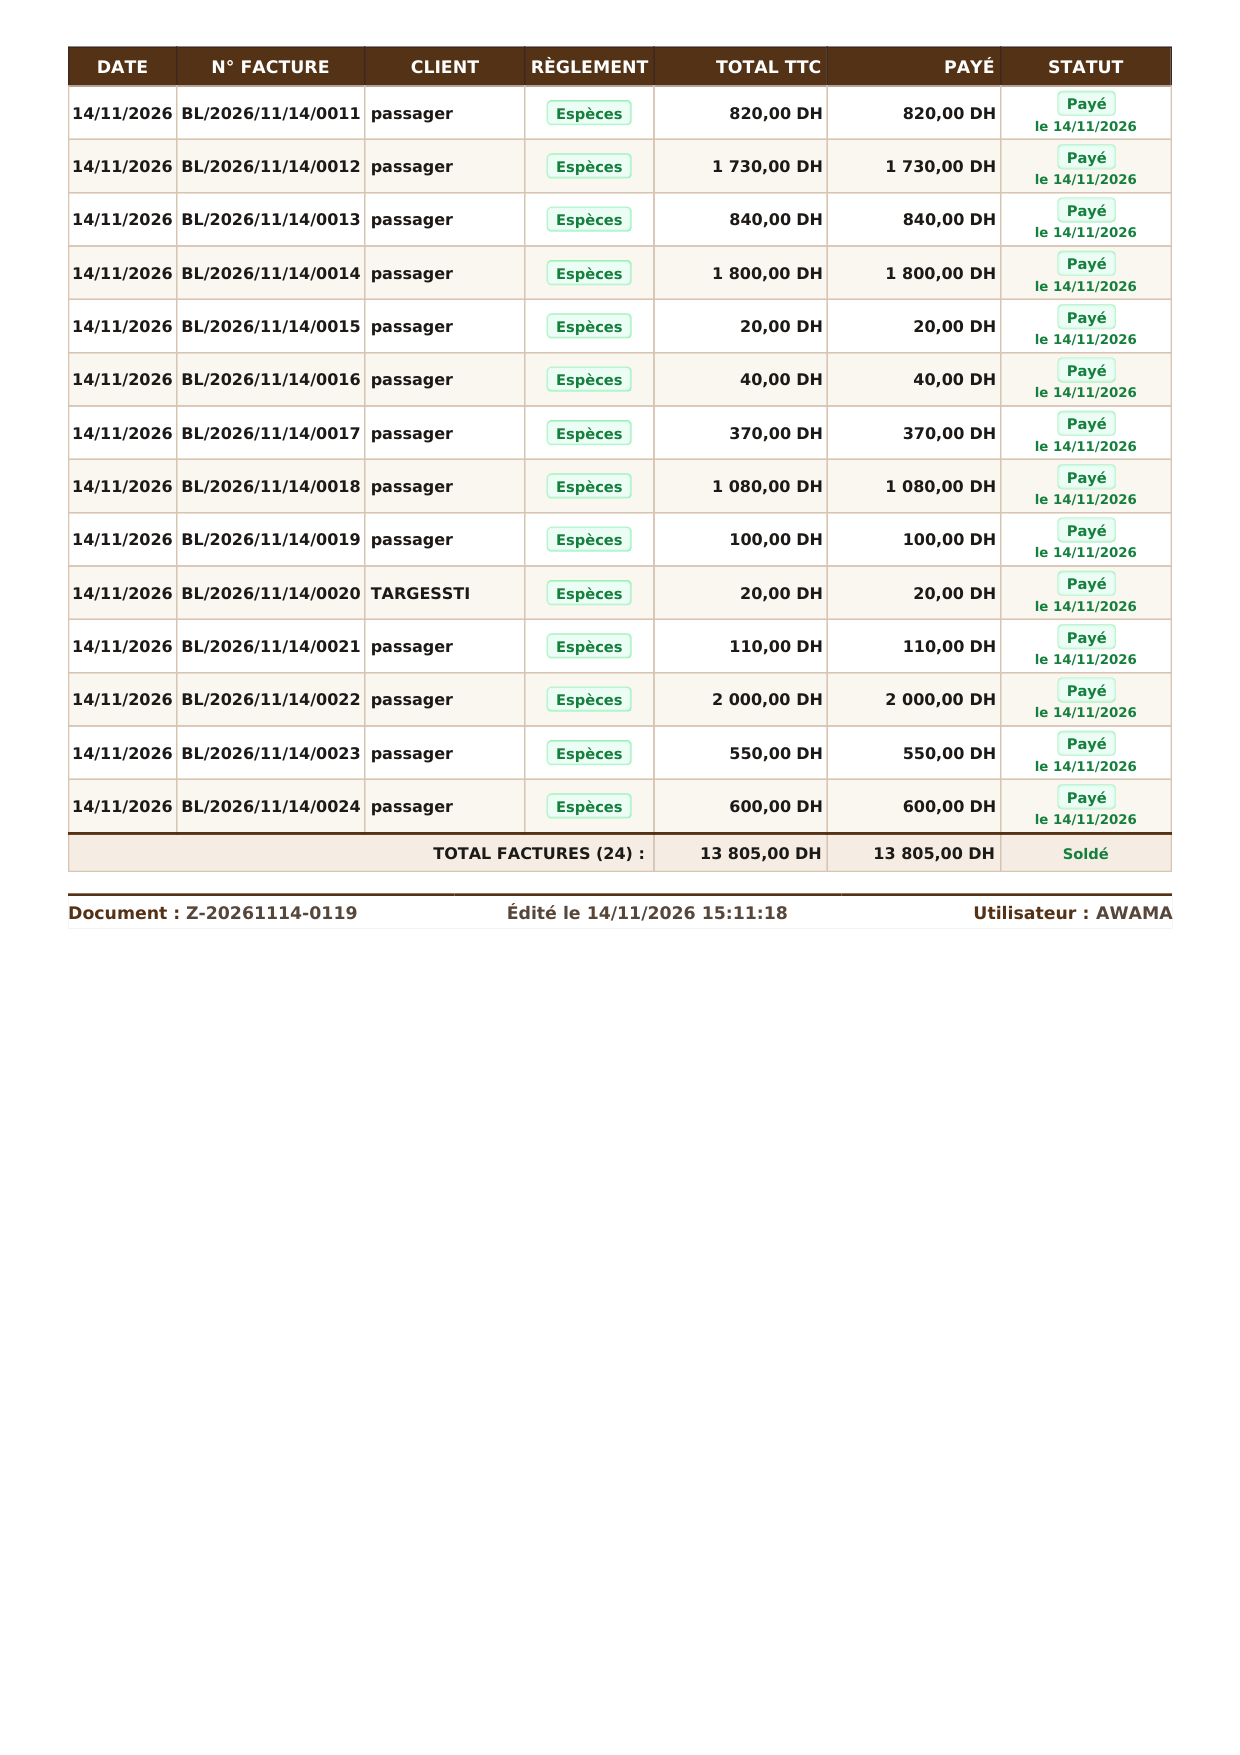 DATE N° FACTURE CLIENT RÈGLEMENT TOTAL TTC PAYÉ STATUT
14/11/2026 BL/2026/11/14/0011 passager Espèces 820,00 DH 820,00 DH Payé
le 14/11/2026
14/11/2026 BL/2026/11/14/0012 passager Espèces 1 730,00 DH 1 730,00 DH Payé
le 14/11/2026
14/11/2026 BL/2026/11/14/0013 passager Espèces 840,00 DH 840,00 DH Payé
le 14/11/2026
14/11/2026 BL/2026/11/14/0014 passager Espèces 1 800,00 DH 1 800,00 DH Payé
le 14/11/2026
14/11/2026 BL/2026/11/14/0015 passager Espèces 20,00 DH 20,00 DH Payé
le 14/11/2026
14/11/2026 BL/2026/11/14/0016 passager Espèces 40,00 DH 40,00 DH Payé
le 14/11/2026
14/11/2026 BL/2026/11/14/0017 passager Espèces 370,00 DH 370,00 DH Payé
le 14/11/2026
14/11/2026 BL/2026/11/14/0018 passager Espèces 1 080,00 DH 1 080,00 DH Payé
le 14/11/2026
14/11/2026 BL/2026/11/14/0019 passager Espèces 100,00 DH 100,00 DH Payé
le 14/11/2026
14/11/2026 BL/2026/11/14/0020 TARGESSTI Espèces 20,00 DH 20,00 DH Payé
le 14/11/2026
14/11/2026 BL/2026/11/14/0021 passager Espèces 110,00 DH 110,00 DH Payé
le 14/11/2026
14/11/2026 BL/2026/11/14/0022 passager Espèces 2 000,00 DH 2 000,00 DH Payé
le 14/11/2026
14/11/2026 BL/2026/11/14/0023 passager Espèces 550,00 DH 550,00 DH Payé
le 14/11/2026
14/11/2026 BL/2026/11/14/0024 passager Espèces 600,00 DH 600,00 DH Payé
le 14/11/2026
TOTAL FACTURES (24) : 13 805,00 DH 13 805,00 DH Soldé
Document : Z-20261114-0119 Édité le 14/11/2026 15:11:18 Utilisateur : AWAMA